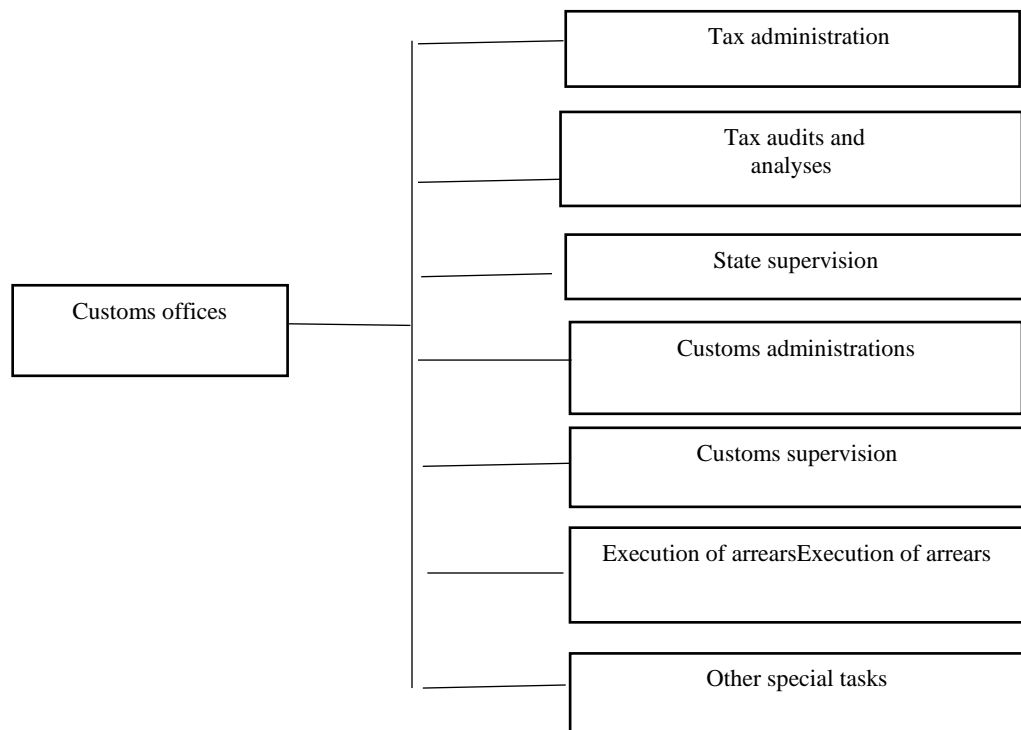 Tax administration
Tax audits and
analyses
State supervision
Customs offices
Customs administrations
Customs supervision
Execution of arrearsExecution of arrears
Other special tasks